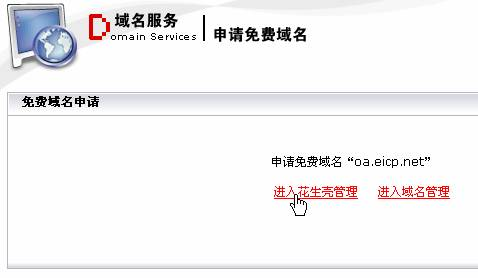 域名服务
Domain Services
申请免费域名
免费域名申请
申请免费域名“oa.eicp.net”
进入花生壳管理 进入域名管理